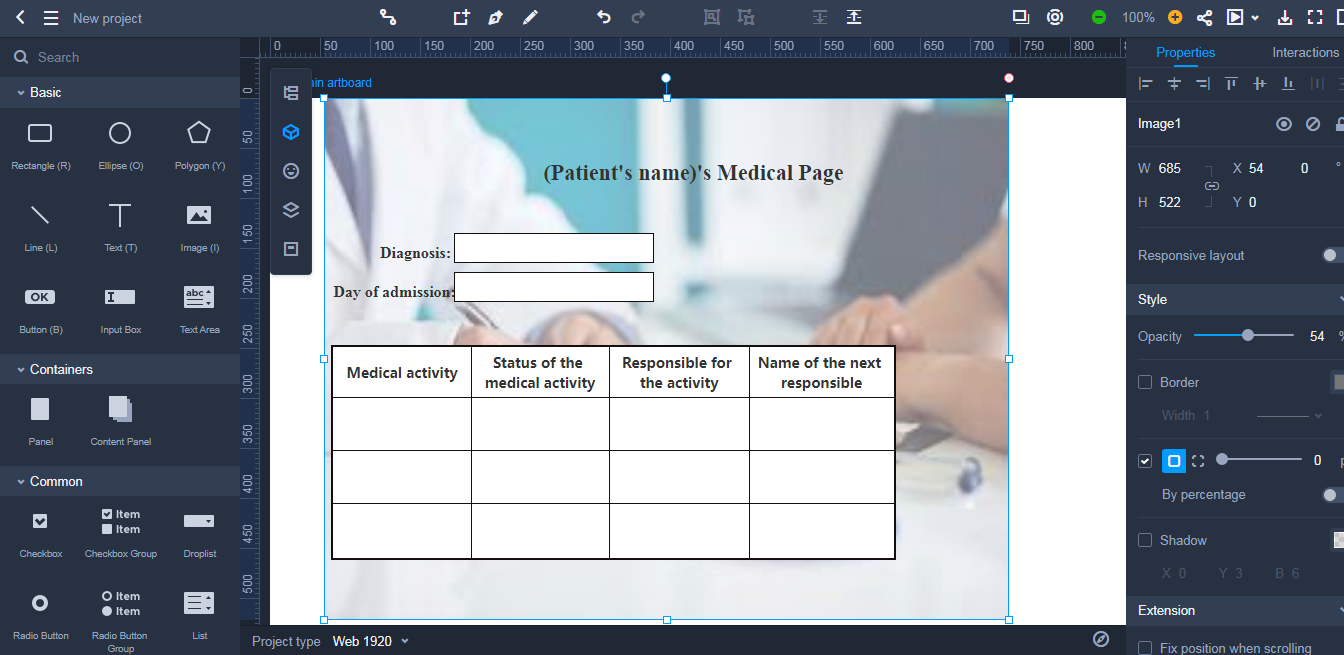 New project
100%
Search
Basic
Rectangle (R)
Ellipse (O)
Polygon (Y)
Line (L)
Text (T)
Image (I)
OK
I
abc
Button (B)
Input Box
Text Area
Containers
Panel
Content Panel
Common
Item
Item
Checkbox
Checkbox Group
Droplist
Item
Item
Radio Button
Radio Button
Group
List
0 50 100 150 200 250 300 350 400 450 500 550 600 650 700 750 800
0
50
100
150
200
250
300
350
400
450
500
in artboard
(Patient's name)'s Medical Page
Diagnosis:
Day of admission:
Medical activity
Status of the
medical activity
Responsible for
the activity
Name of the next
responsible
Project type Web 1920
Properties
Interactions
Image1
W 685 X 54 0 °
H 522 Y 0
Responsive layout
Style
Opacity 54 %
Border
Width 1
0
By percentage
Shadow
X 0 Y 3 B 6
Extension
Fix position when scrolling